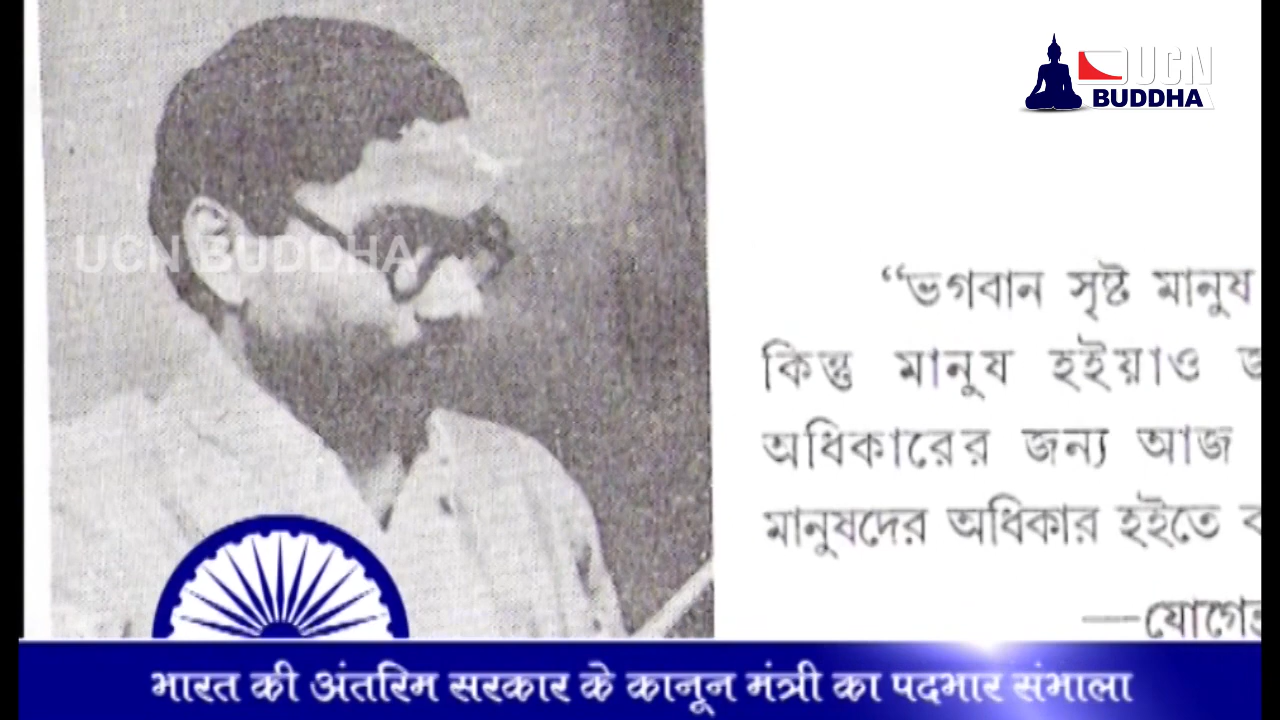 UCN
BUDDHA
UCN BUDDHA
“ভগবান সৃষ্ট মানুষ
কিন্তু মানুষ হইয়াও
অধিকারের জন্য আজ
মানুষদের অধিকার হইতে
भारत की अंतरिम सरकार के कानून मंत्री का पदभार संभाला